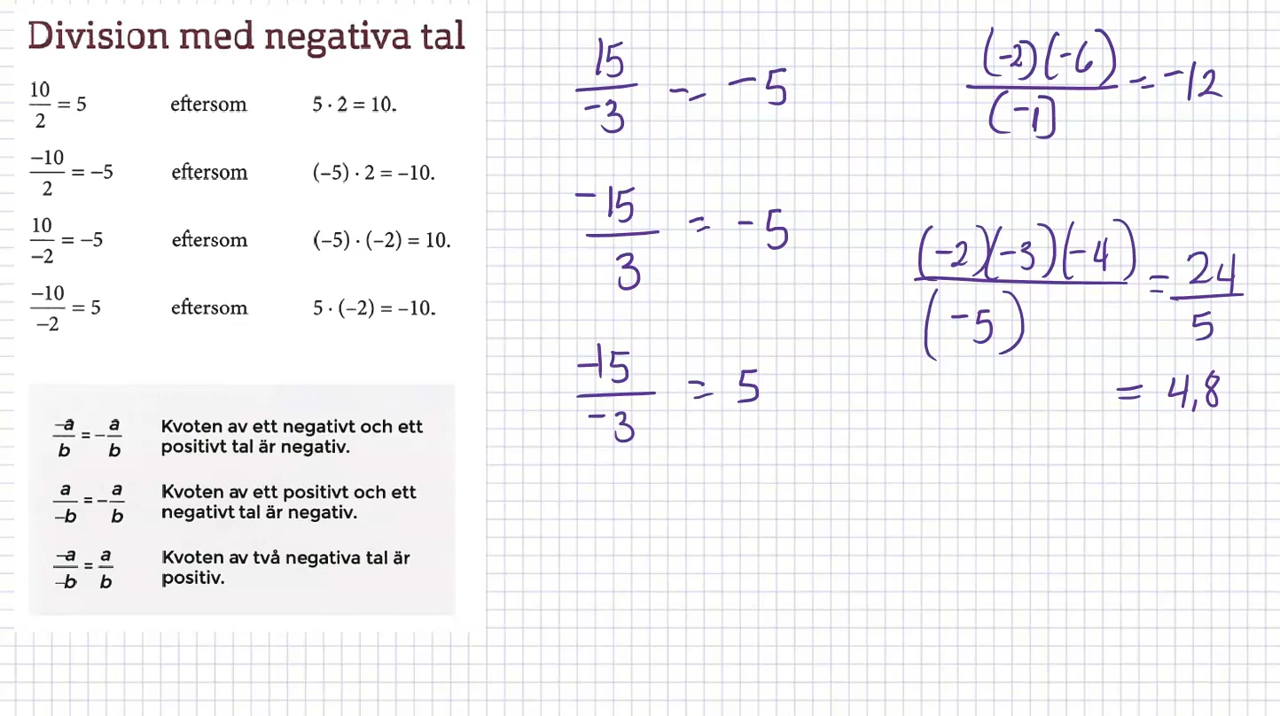 Division med negativa tal
10/2 = 5 eftersom 5 · 2 = 10.
−10/2 = −5 eftersom (−5) · 2 = −10.
10/−2 = −5 eftersom (−5) · (−2) = 10.
−10/−2 = 5 eftersom 5 · (−2) = −10.
−a/b = −a/b Kvoten av ett negativt och ett
positivt tal är negativ.
a/−b = −a/b Kvoten av ett positivt och ett
negativt tal är negativ.
−a/−b = a/b Kvoten av två negativa tal är
positiv.
15/−3 = −5
−15/3 = −5
−15/−3 = 5
(−2)(−6)/(−1) = −12
(−2)(−3)(−4)/(−5) = 24/5
= 4,8